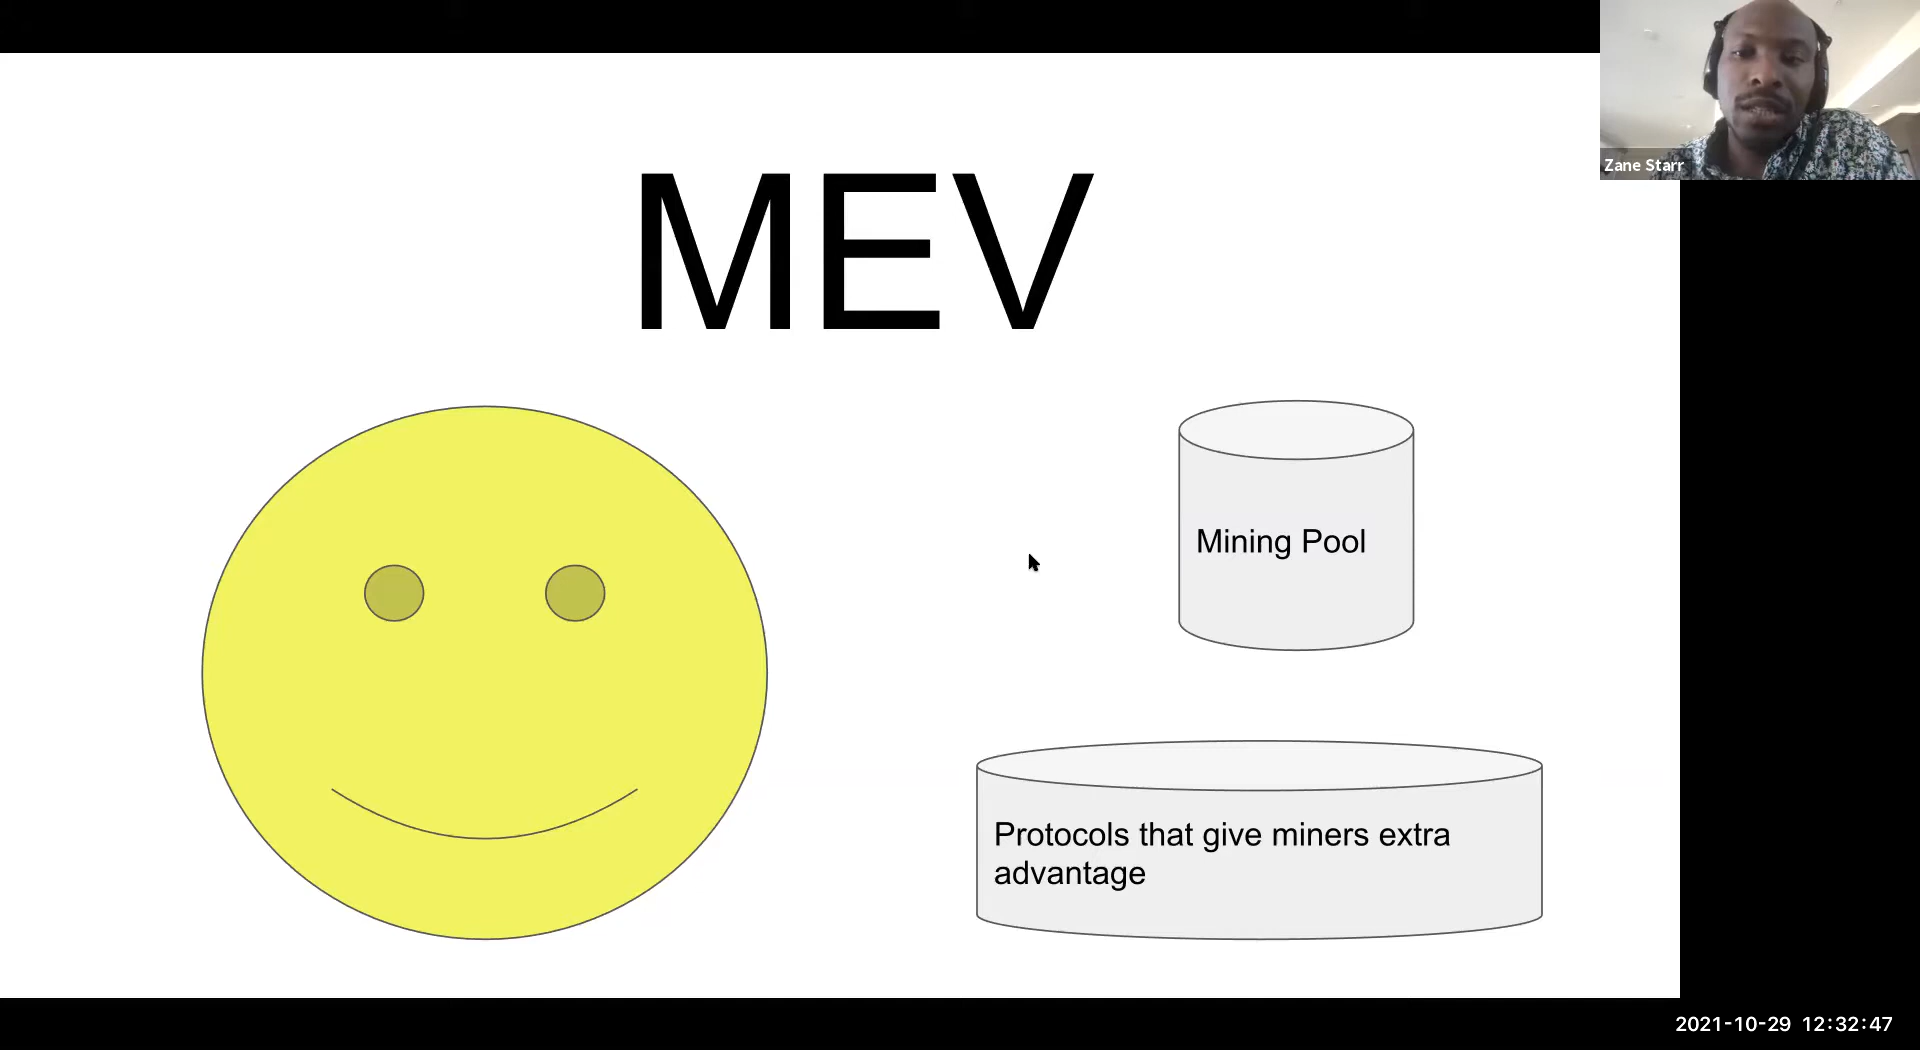 Zane Starr
MEV
Mining Pool
Protocols that give miners extra
advantage
2021-10-29 12:32:47